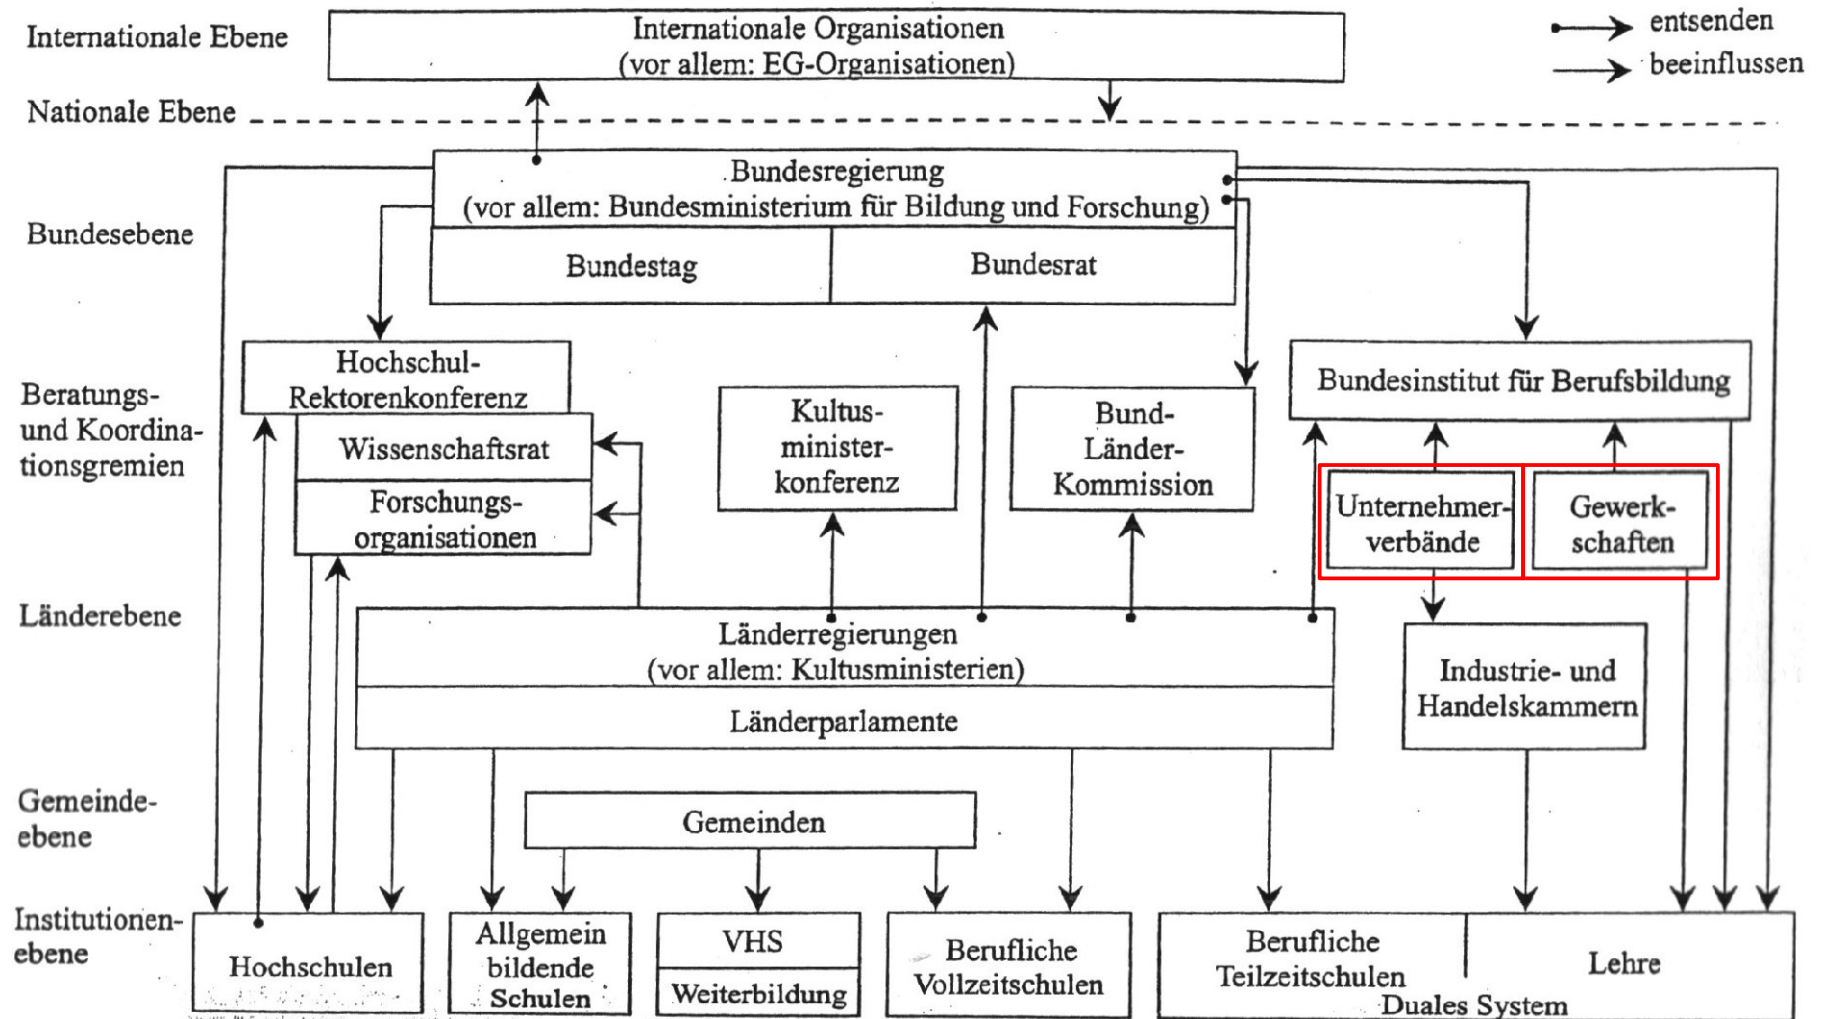 Internationale Ebene
Internationale Organisationen
(vor allem: EG-Organisationen)
entsenden
beeinflussen
Nationale Ebene
Bundesebene
Bundesregierung
(vor allem: Bundesministerium für Bildung und Forschung)
Bundestag
Bundesrat
Beratungs-
und Koordina-
tionsgremien
Hochschul-
Rektorenkonferenz
Wissenschaftsrat
Forschungs-
organisationen
Kultus-
minister-
konferenz
Bund-
Länder-
Kommission
Bundesinstitut für Berufsbildung
Unternehmer-
verbände
Gewerk-
schaften
Länderebene
Länderregierungen
(vor allem: Kultusministerien)
Länderparlamente
Industrie- und
Handelskammern
Gemeinde-
ebene
Gemeinden
Institutionen-
ebene
Hochschulen
Allgemein
bildende
Schulen
VHS
Weiterbildung
Berufliche
Vollzeitschulen
Berufliche
Teilzeitschulen
Lehre
Duales System